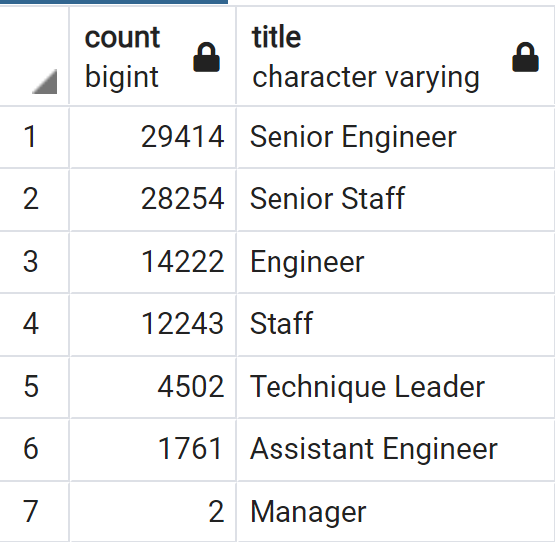 count title
bigint character varying
1 29414 Senior Engineer
2 28254 Senior Staff
3 14222 Engineer
4 12243 Staff
5 4502 Technique Leader
6 1761 Assistant Engineer
7 2 Manager